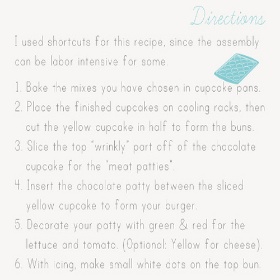 Directions
I used shortcuts for this recipe, since the assembly
can be labor intensive for some.
1. Bake the mixes you have chosen in cupcake pans.
2. Place the finished cupcakes on cooling racks, then
cut the yellow cupcake in half to form the buns.
3. Slice the top "wrinkly" part off of the chocolate
cupcake for the "meat patties".
4. Insert the chocolate patty between the sliced
yellow cupcake to form your burger.
5. Decorate your patty with green & red for the
lettuce and tomato. (Optional: Yellow for cheese).
6. With icing, make small white dots on the top bun.